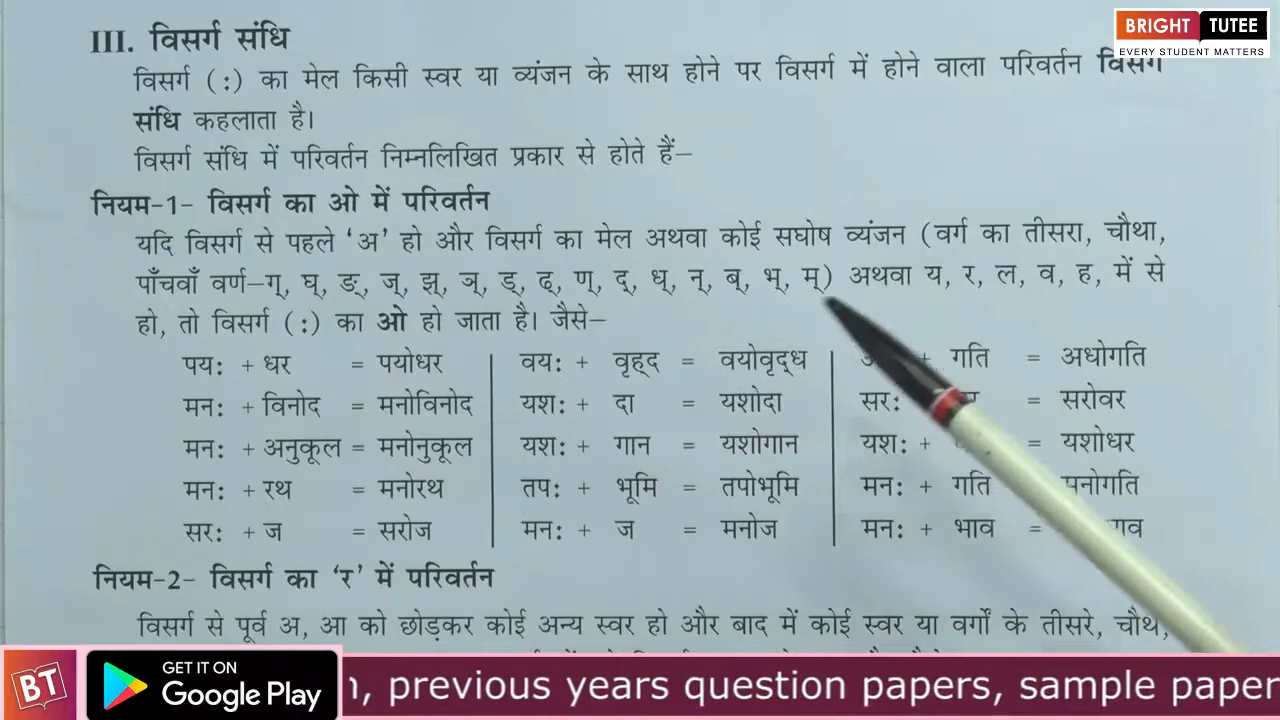 BRIGHT TUTEE
EVERY STUDENT MATTERS
III. विसर्ग संधि
विसर्ग (ः) का मेल किसी स्वर या व्यंजन के साथ होने पर विसर्ग में होने वाला परिवर्तन विसर्ग
संधि कहलाता है।
विसर्ग संधि में परिवर्तन निम्नलिखित प्रकार से होते हैं–
नियम-1- विसर्ग का ओ में परिवर्तन
यदि विसर्ग से पहले ‘अ’ हो और विसर्ग का मेल अथवा कोई सघोष व्यंजन (वर्ग का तीसरा, चौथा,
पाँचवाँ वर्ण–ग्, घ्, ङ्, ज्, झ्, ञ्, ड्, ढ्, ण्, द्, ध्, न्, ब्, भ्, म्) अथवा य, र, ल, व, ह, में से
हो, तो विसर्ग (ः) का ओ हो जाता है। जैसे–
पयः + धर = पयोधर वयः + वृह्द = वयोवृद्ध + गति = अधोगति
मनः + विनोद = मनोविनोद यशः + दा = यशोदा सरः = सरोवर
मनः + अनुकूल = मनोनुकूल यशः + गान = यशोगान यशः + = यशोधर
मनः + रथ = मनोरथ तपः + भूमि = तपोभूमि मनः + गति मनोगति
सरः + ज = सरोज मनः + ज = मनोज मनः + भाव =
नियम-2- विसर्ग का ‘र’ में परिवर्तन
विसर्ग से पूर्व अ, आ को छोड़कर कोई अन्य स्वर हो और बाद में कोई स्वर या वर्गों के तीसरे, चौथ,
BT GET IT ON
Google Play
, previous years question papers, sample paper